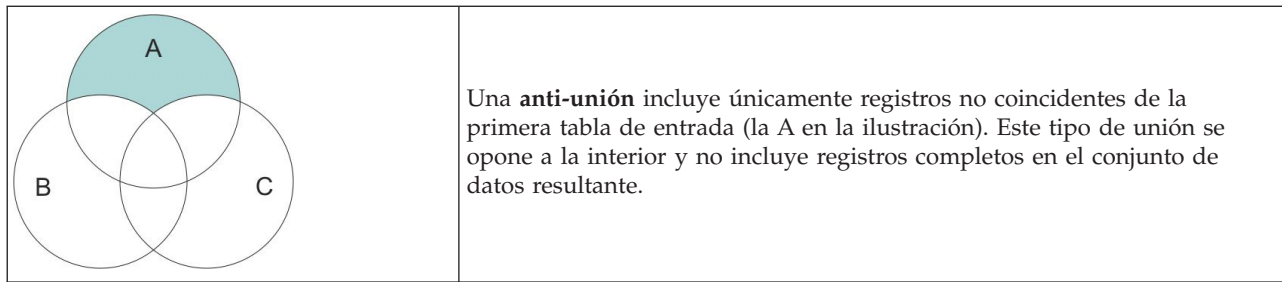 A
B
C
Una anti-unión incluye únicamente registros no coincidentes de la
primera tabla de entrada (la A en la ilustración). Este tipo de unión se
opone a la interior y no incluye registros completos en el conjunto de
datos resultante.